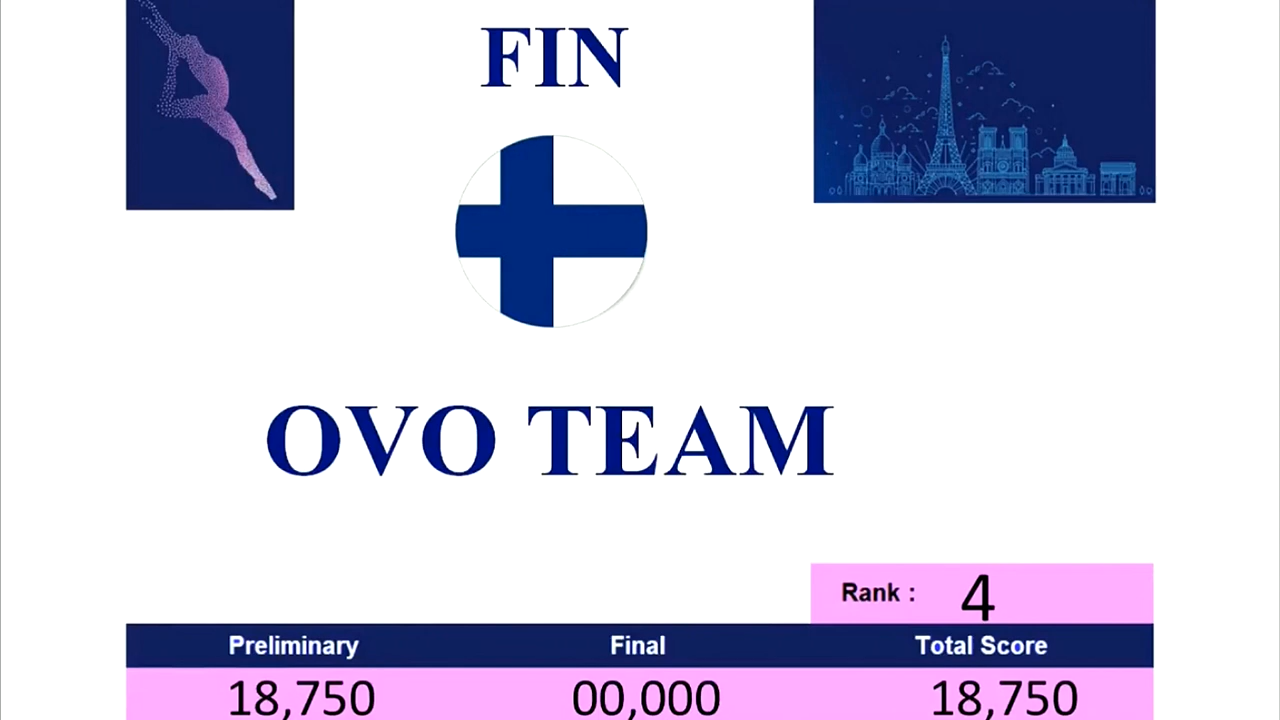 FIN
OVO TEAM
Rank : 4
Preliminary Final Total Score
18,750 00,000 18,750